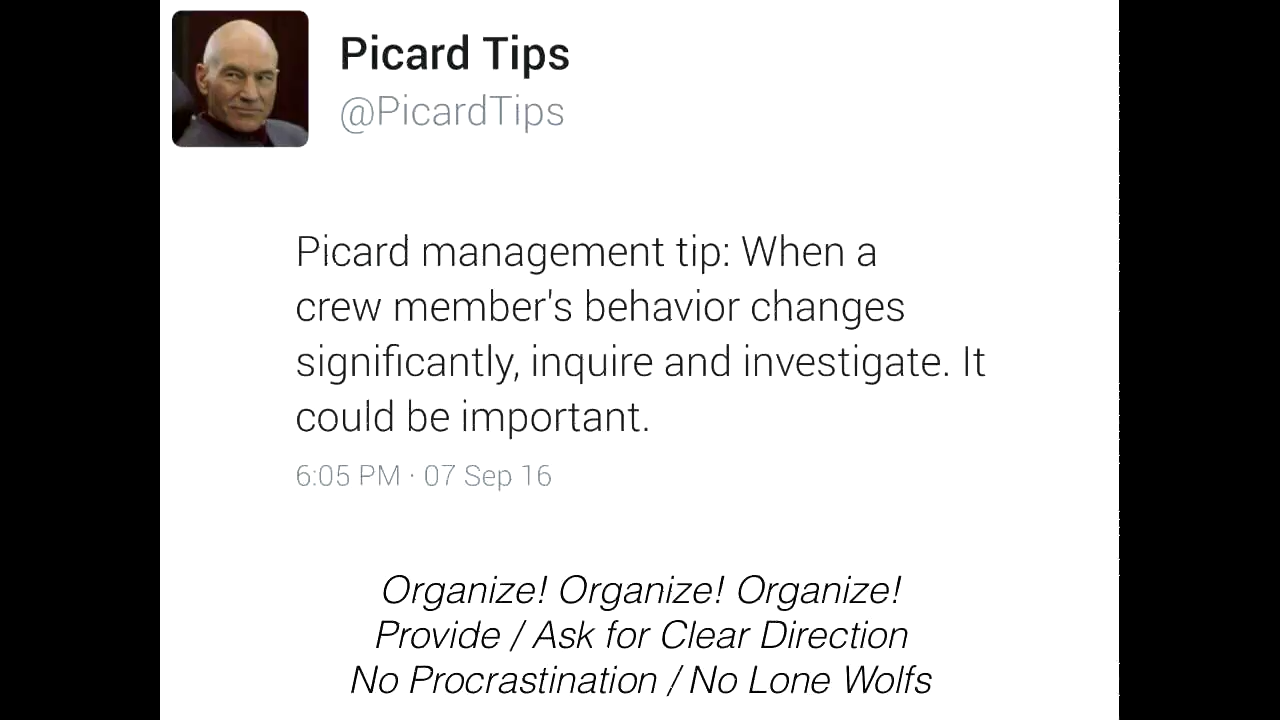 Picard Tips
@PicardTips
Picard management tip: When a
crew member's behavior changes
significantly, inquire and investigate. It
could be important.
6:05 PM · 07 Sep 16
Organize! Organize! Organize!
Provide / Ask for Clear Direction
No Procrastination / No Lone Wolfs